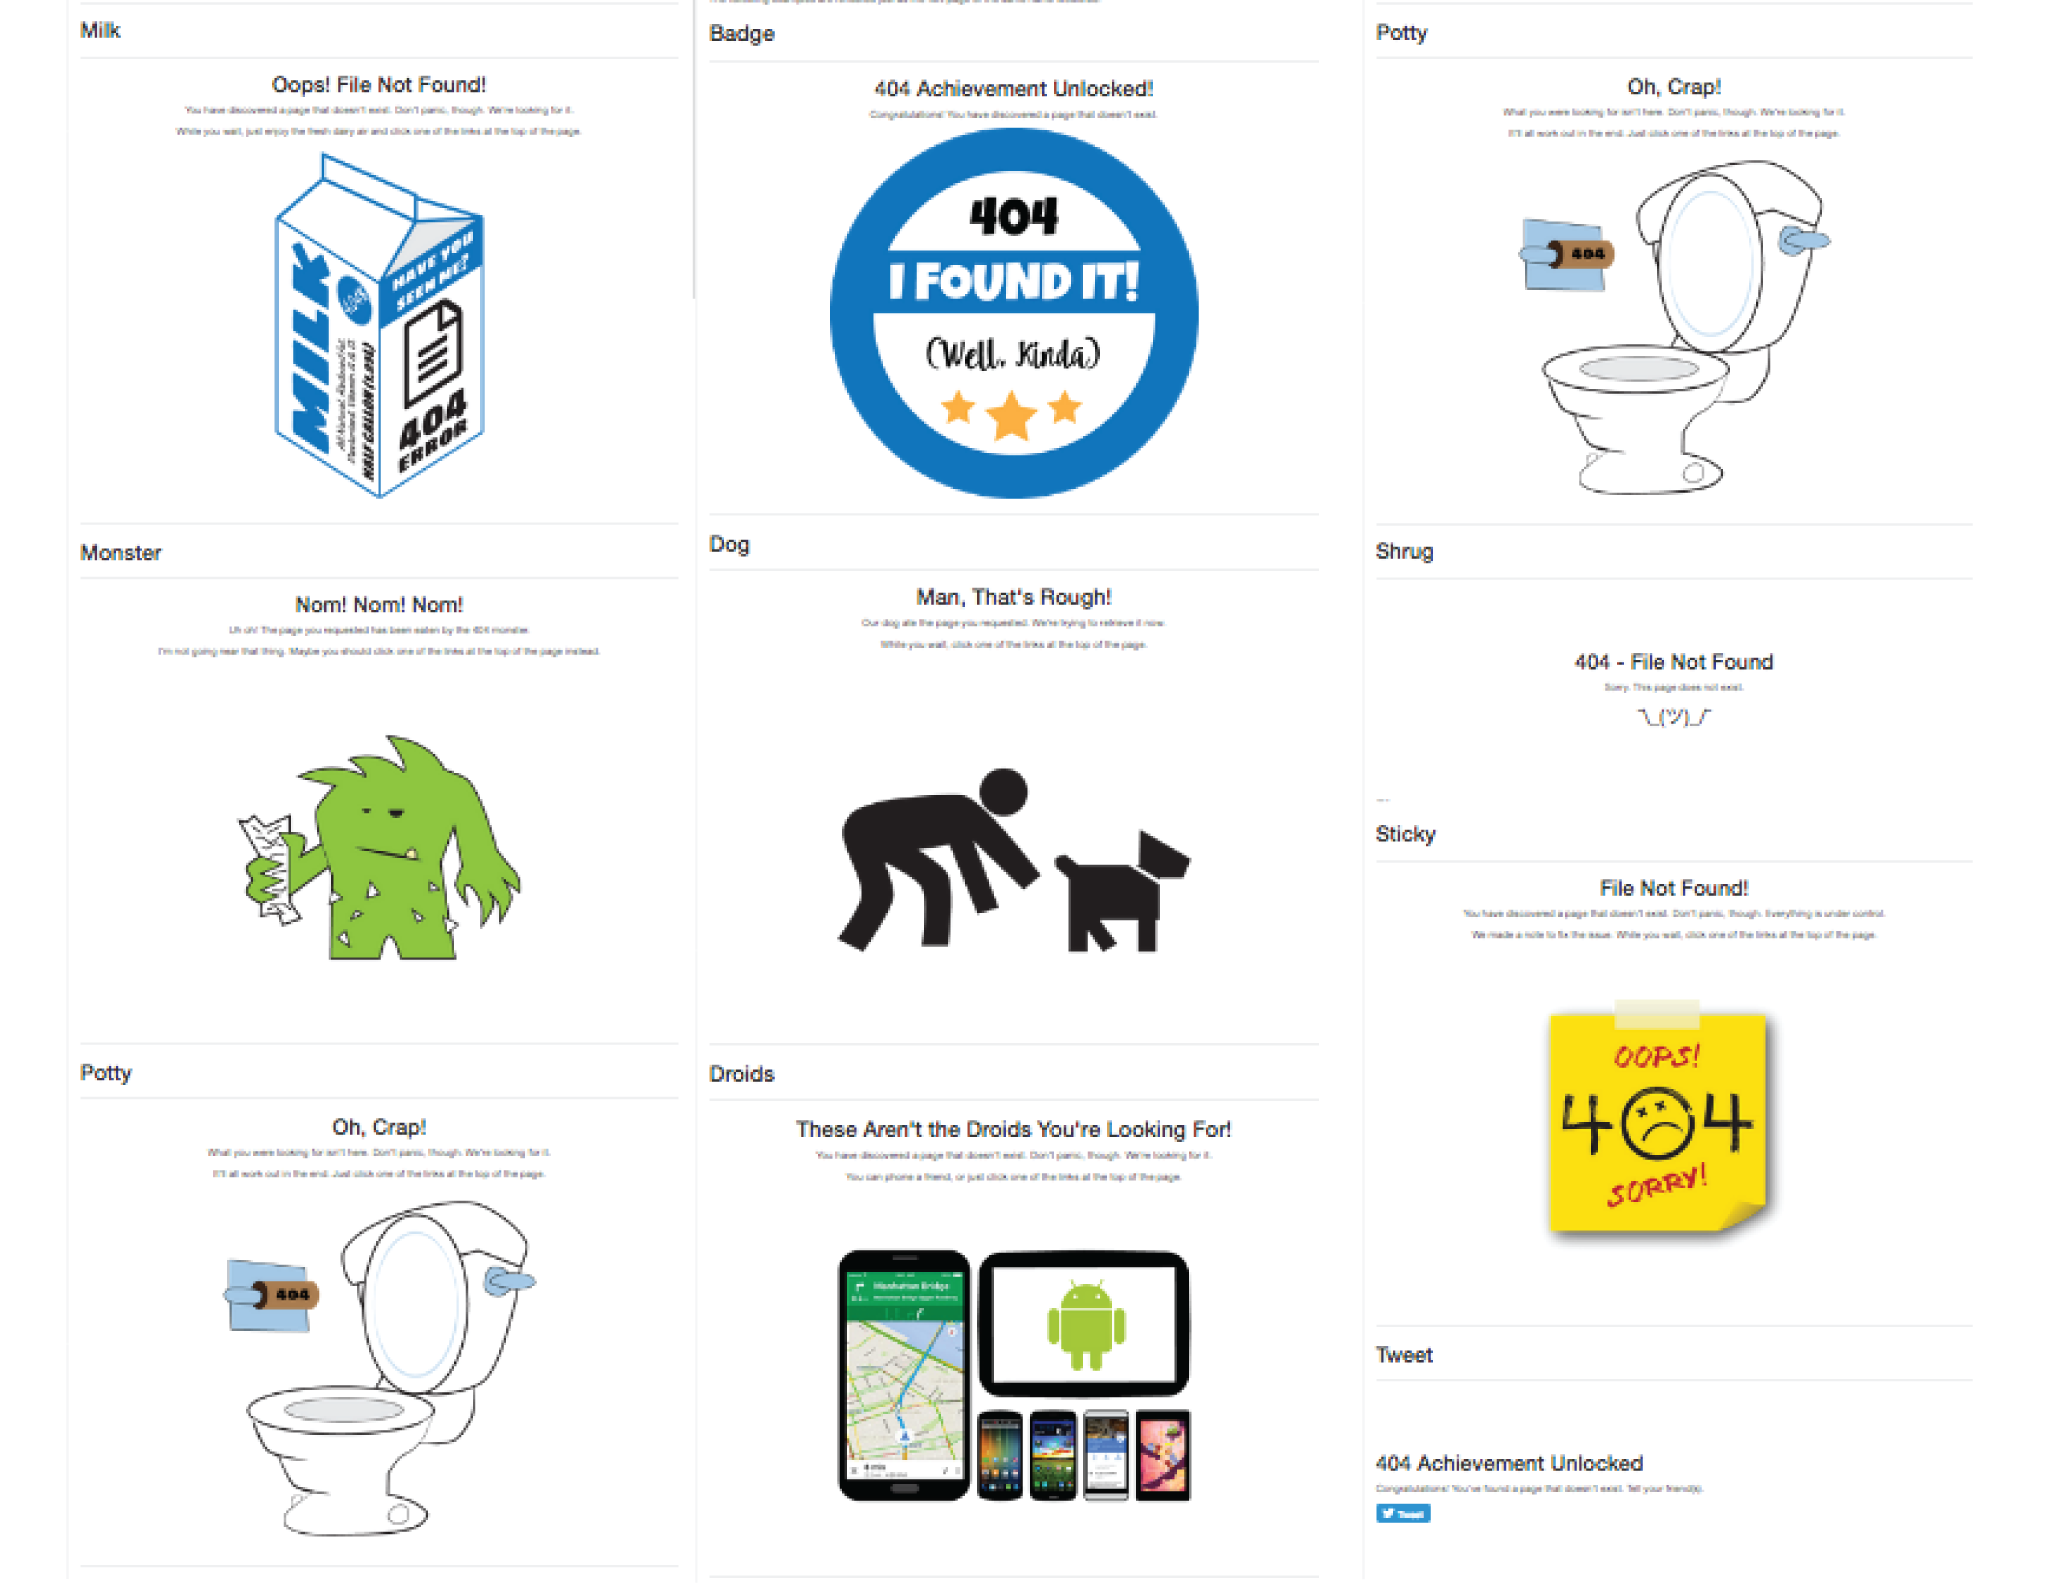 Milk
Oops! File Not Found!
You have discovered a page that doesn't exist. Don't panic, though. We're looking for it.
While you wait, just enjoy the fresh dairy air and click one of the links at the top of the page.
MILK
404
All Natural, Reduced Fat
HALF GALLON
HAVE YOU
SEEN ME?
404
ERROR
Monster
Nom! Nom! Nom!
Uh oh! The page you requested has been eaten by the 404 monster.
I'm not going near that thing. Maybe you should click one of the links at the top of the page instead.
Potty
Oh, Crap!
What you were looking for isn't here. Don't panic, though. We're looking for it.
It'll all work out in the end. Just click one of the links at the top of the page.
404
Badge
404 Achievement Unlocked!
Congratulations! You have discovered a page that doesn't exist.
404
I FOUND IT!
(Well, Kinda)
Dog
Man, That's Rough!
Our dog ate the page you requested. We're trying to retrieve it now.
While you wait, click one of the links at the top of the page.
Droids
These Aren't the Droids You're Looking For!
You have discovered a page that doesn't exist. Don't panic, though. We're looking for it.
You can phone a friend, or just click one of the links at the top of the page.
Manhattan Bridge
Potty
Oh, Crap!
What you were looking for isn't here. Don't panic, though. We're looking for it.
It'll all work out in the end. Just click one of the links at the top of the page.
404
Shrug
404 - File Not Found
Sorry. This page does not exist.
¯\_(ツ)_/¯
---
Sticky
File Not Found!
You have discovered a page that doesn't exist. Don't panic, though. Everything is under control.
We made a note to fix the issue. While you wait, click one of the links at the top of the page.
OOPS!
404
SORRY!
Tweet
404 Achievement Unlocked
Congratulations! You've found a page that doesn't exist. Tell your friend(s).
Tweet